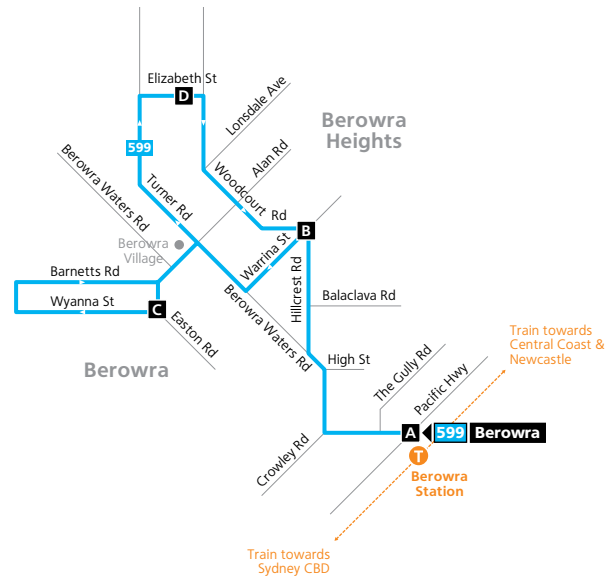 Elizabeth St
D
Lonsdale Ave
Berowra
Heights
599
Alan Rd
Berowra Waters Rd
Turner Rd
Woodcourt
Rd
B
Berowra
Village
Warrina St
Barnetts Rd
Hillcrest Rd
Wyanna St
C
Balaclava Rd
Berowra Waters Rd
Easton Rd
Berowra
High St
The Gully Rd
Pacific Hwy
Train towards
Central Coast &
Newcastle
A
599 Berowra
T
Berowra
Station
Crowley Rd
Train towards
Sydney CBD